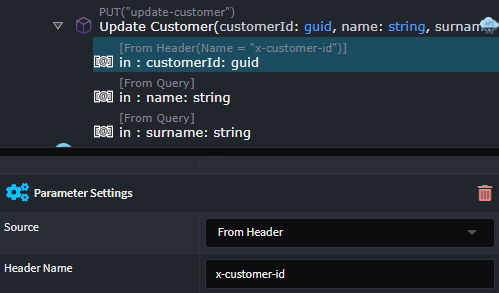 PUT("update-customer")
Update Customer(customerId: guid, name: string, surnam
[From Header(Name = "x-customer-id")]
[@] in : customerId: guid
[From Query]
[@] in : name: string
[From Query]
[@] in : surname: string
Parameter Settings
Source From Header
Header Name x-customer-id